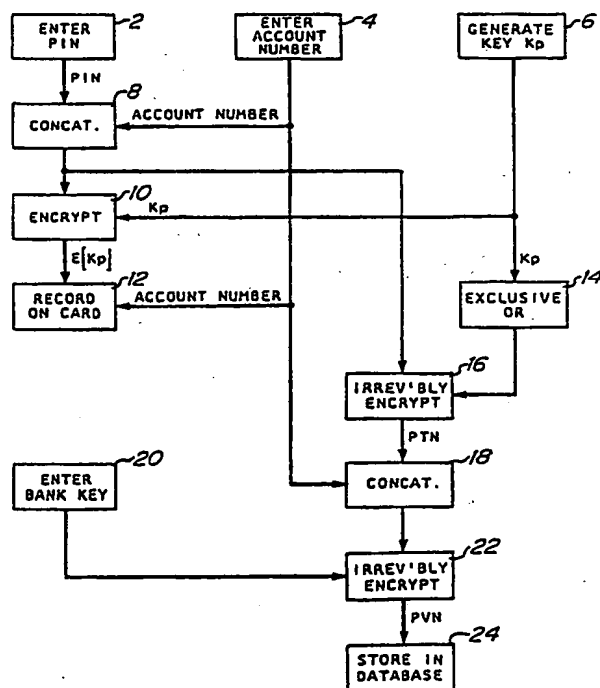 2
ENTER
PIN
4
ENTER
ACCOUNT
NUMBER
6
GENERATE
KEY Kp
PIN
8
CONCAT.
ACCOUNT NUMBER
10
ENCRYPT
Kp
E[Kp]
Kp
12
RECORD
ON CARD
ACCOUNT NUMBER
14
EXCLUSIVE
OR
16
IRREV'BLY
ENCRYPT
PTN
18
CONCAT.
20
ENTER
BANK KEY
22
IRREV'BLY
ENCRYPT
PVN
24
STORE IN
DATABASE